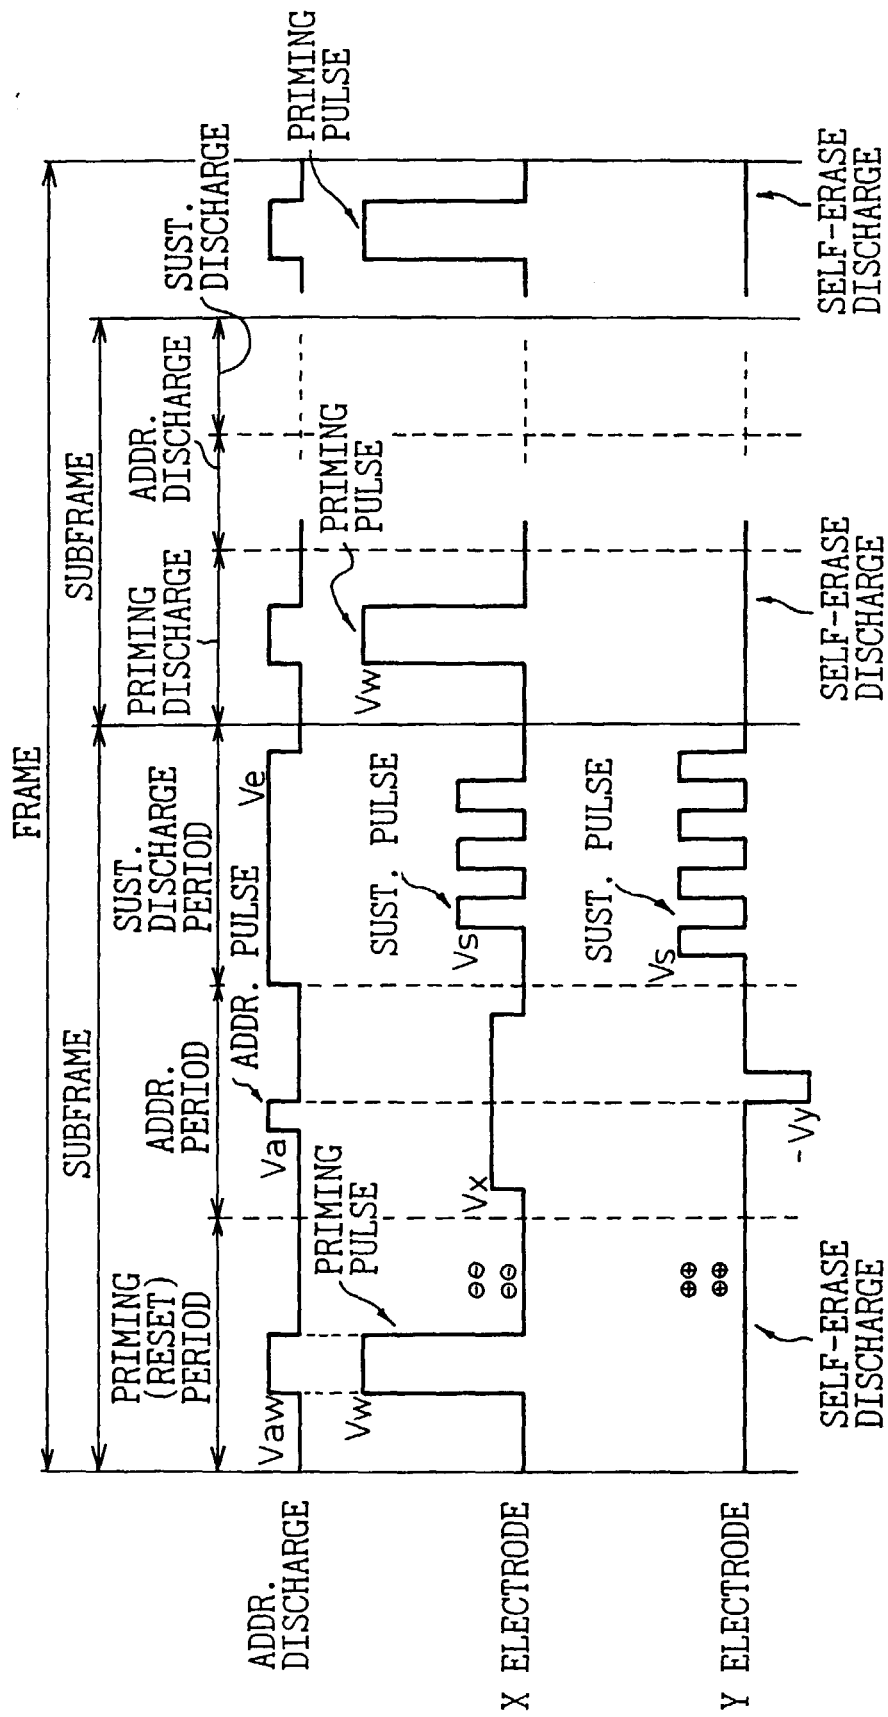 FRAME
SUBFRAME
SUBFRAME
PRIMING
(RESET)
PERIOD
ADDR.
PERIOD
SUST.
DISCHARGE
PERIOD
PRIMING
DISCHARGE
ADDR.
DISCHARGE
SUST.
DISCHARGE
ADDR.
DISCHARGE
Vaw
Va
ADDR. PULSE
Ve
PRIMING
PULSE
PRIMING
PULSE
PRIMING
PULSE
X ELECTRODE
Vw
Vx
Vs
SUST. PULSE
Vw
Y ELECTRODE
-Vy
Vs
SUST. PULSE
SELF-ERASE
DISCHARGE
SELF-ERASE
DISCHARGE
SELF-ERASE
DISCHARGE